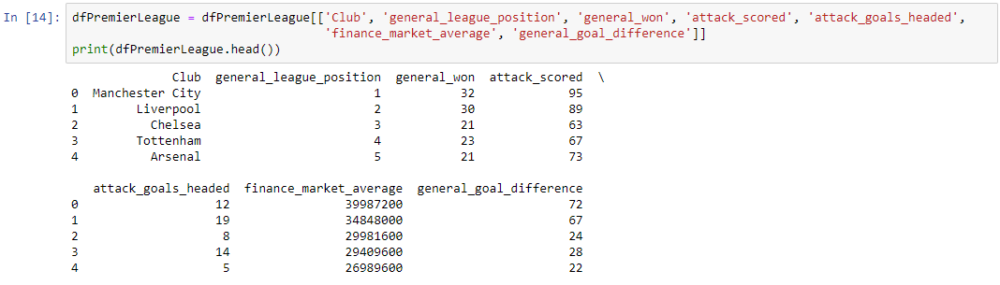 In [14]: dfPremierLeague = dfPremierLeague[['Club', 'general_league_position', 'general_won', 'attack_scored', 'attack_goals_headed',
'finance_market_average', 'general_goal_difference']]
print(dfPremierLeague.head())
Club general_league_position general_won attack_scored \
0 Manchester City 1 32 95
1 Liverpool 2 30 89
2 Chelsea 3 21 63
3 Tottenham 4 23 67
4 Arsenal 5 21 73
attack_goals_headed finance_market_average general_goal_difference
0 12 39987200 72
1 19 34848000 67
2 8 29981600 24
3 14 29409600 28
4 5 26989600 22